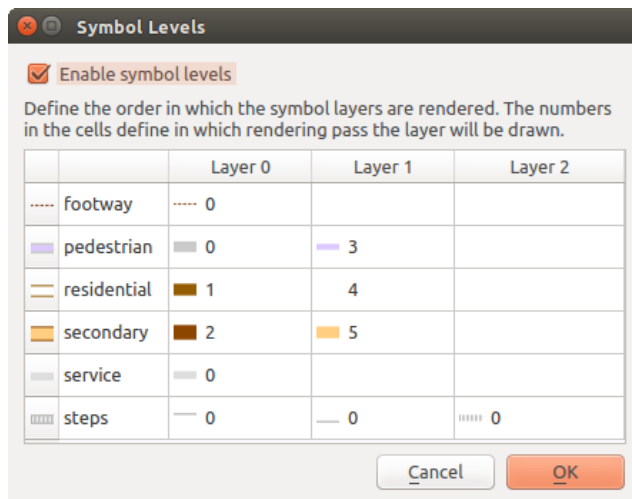 Symbol Levels
Enable symbol levels
Define the order in which the symbol layers are rendered. The numbers
in the cells define in which rendering pass the layer will be drawn.
Layer 0 Layer 1 Layer 2
footway 0
pedestrian 0 3
residential 1 4
secondary 2 5
service 0
steps 0 0 0
Cancel OK